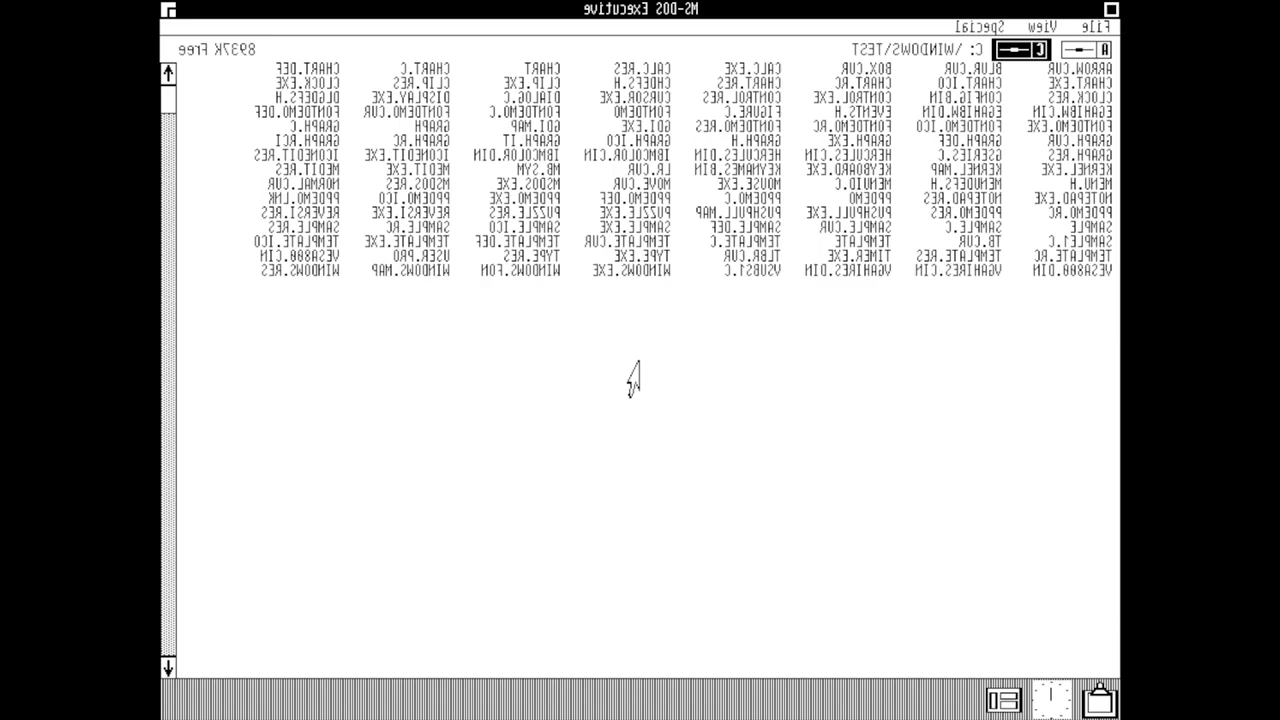 MS-DOS Executive
File View Special
A C C: \WINDOWS\TEST 8937K Free
ARROW.CUR BLUR.CUR BOX.CUR CALC.EXE CALC.RES CHART CHART.C CHART.DEF
CHART.EXE CHART.ICO CHART.RC CHART.RES CHDEFS.H CLIP.EXE CLIP.RES CLOCK.EXE
CLOCK.RES CONFIG.BIN CONTROL.EXE CONTROL.RES CURSOR.EXE DIALOG.C DISPLAY.EXE DLGDEFS.H
EGAHIBW.CIN EGAHIBW.DIN EVENTS.H FIGURE.C FONTDEMO FONTDEMO.C FONTDEMO.CUR FONTDEMO.DEF
FONTDEMO.EXE FONTDEMO.ICO FONTDEMO.RC FONTDEMO.RES GDI.EXE GDI.MAP GRAPH GRAPH.C
GRAPH.CUR GRAPH.DEF GRAPH.EXE GRAPH.H GRAPH.ICO GRAPH.IT GRAPH.RC GRAPH.RCI
GRAPH.RES GSERIES.C HERCULES.CIN HERCULES.DIN IBMCOLOR.CIN IBMCOLOR.DIN ICONEDIT.EXE ICONEDIT.RES
KERNEL.EXE KERNEL.MAP KEYBOARD.EXE KEYNAMES.BIN LR.CUR MB.SYM MEDIT.EXE MEDIT.RES
MENU.H MENUDEFS.H MENUIO.C MOUSE.EXE MOVE.CUR MSDOS.EXE MSDOS.RES NORMAL.CUR
NOTEPAD.EXE NOTEPAD.RES PPDEMO PPDEMO.C PPDEMO.DEF PPDEMO.EXE PPDEMO.ICO PPDEMO.LNK
PPDEMO.RC PPDEMO.RES PUSHPULL.EXE PUSHPULL.MAP PUZZLE.EXE PUZZLE.RES REVERSI.EXE REVERSI.RES
SAMPLE SAMPLE.C SAMPLE.CUR SAMPLE.DEF SAMPLE.EXE SAMPLE.ICO SAMPLE.RC SAMPLE.RES
SAMPLE1.C TB.CUR TEMPLATE TEMPLATE.C TEMPLATE.CUR TEMPLATE.DEF TEMPLATE.EXE TEMPLATE.ICO
TEMPLATE.RC TEMPLATE.RES TIMER.EXE TLBR.CUR TYPE.EXE TYPE.RES USER.PRO VESA800.CIN
VESA800.DIN VGAHIRES.CIN VGAHIRES.DIN VSUBS1.C WINDOWS.EXE WINDOWS.FON WINDOWS.MAP WINDOWS.RES